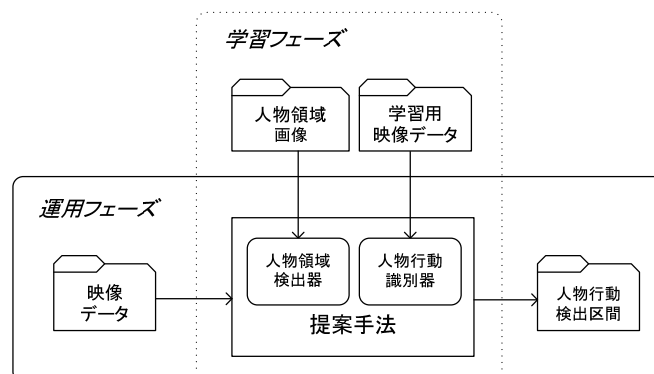 学習フェーズ
人物領域
画像
学習用
映像データ
運用フェーズ
映像
データ
人物領域
検出器
人物行動
識別器
提案手法
人物行動
検出区間